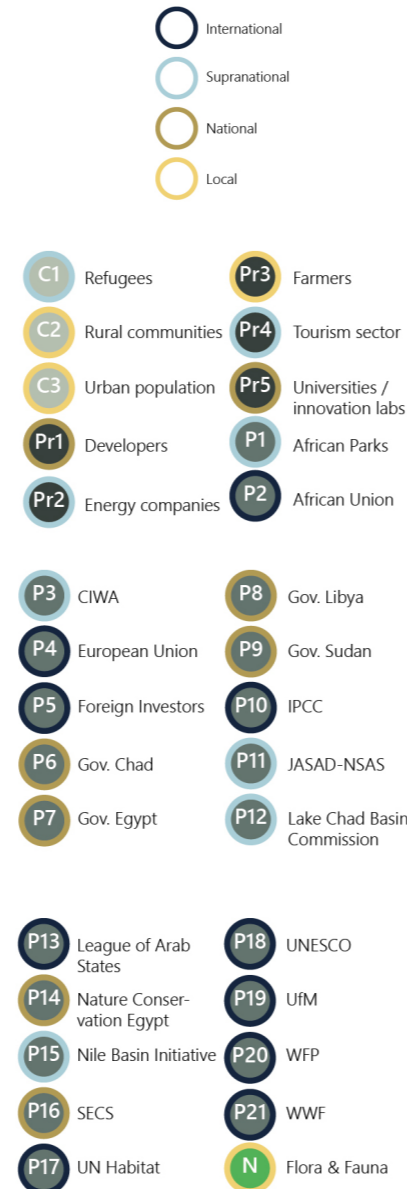 International
Supranational
National
Local
C1 Refugees
C2 Rural communities
C3 Urban population
Pr1 Developers
Pr2 Energy companies
Pr3 Farmers
Pr4 Tourism sector
Pr5 Universities /
innovation labs
P1 African Parks
P2 African Union
P3 CIWA
P4 European Union
P5 Foreign Investors
P6 Gov. Chad
P7 Gov. Egypt
P8 Gov. Libya
P9 Gov. Sudan
P10 IPCC
P11 JASAD-NSAS
P12 Lake Chad Basin
Commission
P13 League of Arab
States
P14 Nature Conser-
vation Egypt
P15 Nile Basin Initiative
P16 SECS
P17 UN Habitat
P18 UNESCO
P19 UfM
P20 WFP
P21 WWF
N Flora & Fauna